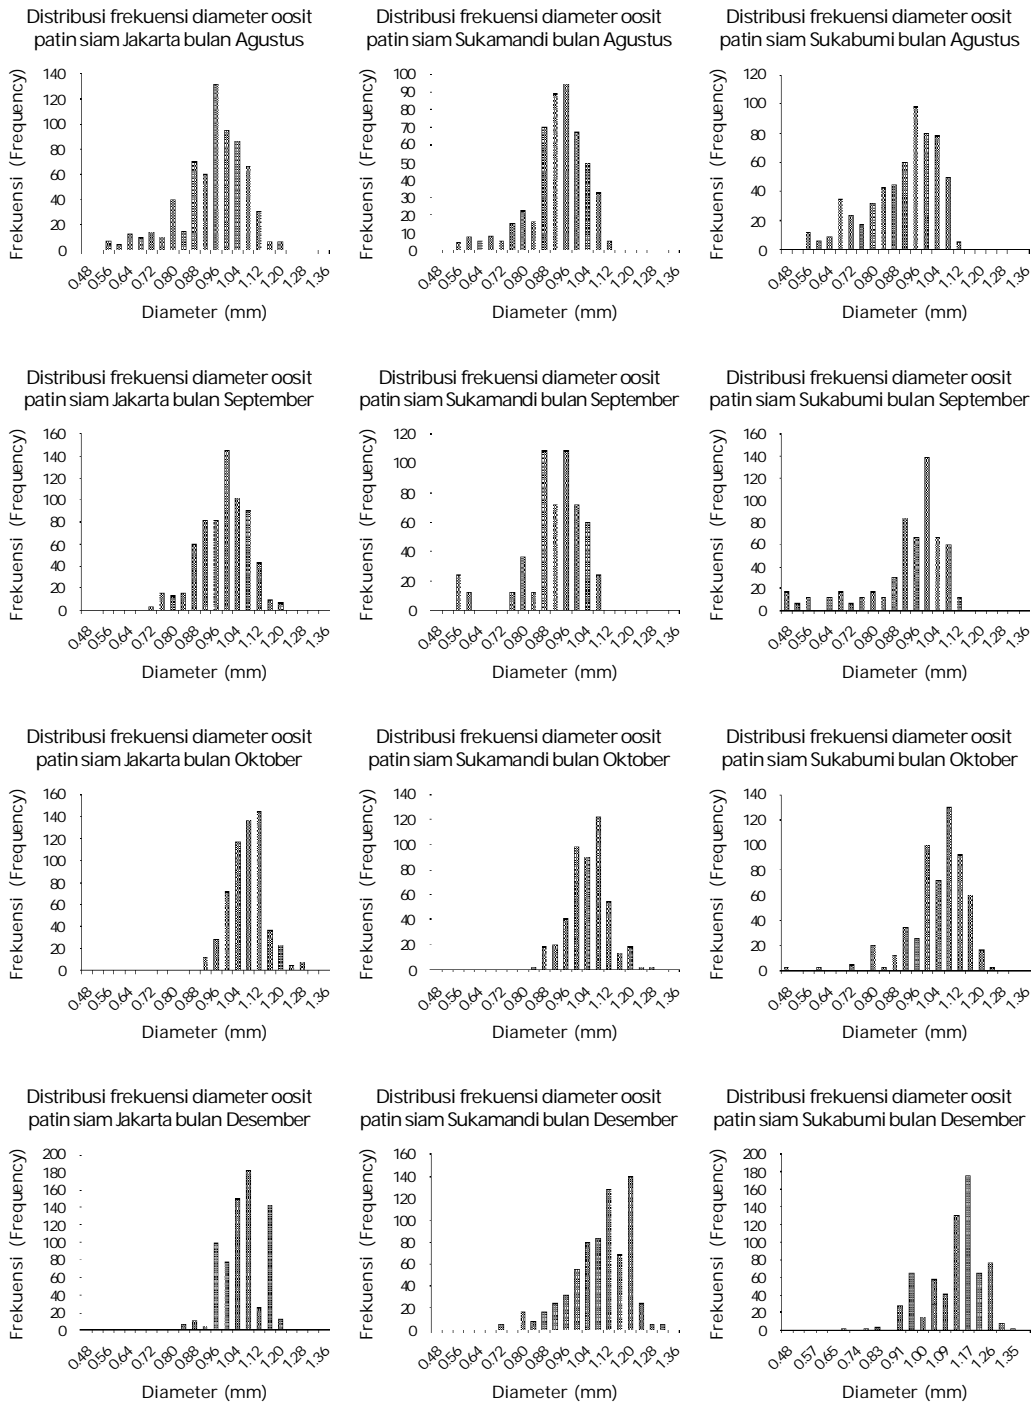 Distribusi frekuensi diameter oosit
patin siam Jakarta bulan Agustus
Frekuensi (Frequency)
140
120
100
80
60
40
20
0
0.48 0.56 0.64 0.72 0.80 0.88 0.96 1.04 1.12 1.20 1.28 1.36
Diameter (mm)
Distribusi frekuensi diameter oosit
patin siam Sukamandi bulan Agustus
Frekuensi (Frequency)
100
90
80
70
60
50
40
30
20
10
0
0.48 0.56 0.64 0.72 0.80 0.88 0.96 1.04 1.12 1.20 1.28 1.36
Diameter (mm)
Distribusi frekuensi diameter oosit
patin siam Sukabumi bulan Agustus
Frekuensi (Frequency)
120
100
80
60
40
20
0
0.48 0.56 0.64 0.72 0.80 0.88 0.96 1.04 1.12 1.20 1.28 1.36
Diameter (mm)
Distribusi frekuensi diameter oosit
patin siam Jakarta bulan September
Frekuensi (Frequency)
160
140
120
100
80
60
40
20
0
0.48 0.56 0.64 0.72 0.80 0.88 0.96 1.04 1.12 1.20 1.28 1.36
Diameter (mm)
Distribusi frekuensi diameter oosit
patin siam Sukamandi bulan September
Frekuensi (Frequency)
120
100
80
60
40
20
0
0.48 0.56 0.64 0.72 0.80 0.88 0.96 1.04 1.12 1.20 1.28 1.36
Diameter (mm)
Distribusi frekuensi diameter oosit
patin siam Sukabumi bulan September
Frekuensi (Frequency)
160
140
120
100
80
60
40
20
0
0.48 0.56 0.64 0.72 0.80 0.88 0.96 1.04 1.12 1.20 1.28 1.36
Diameter (mm)
Distribusi frekuensi diameter oosit
patin siam Jakarta bulan Oktober
Frekuensi (Frequency)
160
140
120
100
80
60
40
20
0
0.48 0.56 0.64 0.72 0.80 0.88 0.96 1.04 1.12 1.20 1.28 1.36
Diameter (mm)
Distribusi frekuensi diameter oosit
patin siam Sukamandi bulan Oktober
Frekuensi (Frequency)
140
120
100
80
60
40
20
0
0.48 0.56 0.64 0.72 0.80 0.88 0.96 1.04 1.12 1.20 1.28 1.36
Diameter (mm)
Distribusi frekuensi diameter oosit
patin siam Sukabumi bulan Oktober
Frekuensi (Frequency)
140
120
100
80
60
40
20
0
0.48 0.56 0.64 0.72 0.80 0.88 0.96 1.04 1.12 1.20 1.28 1.36
Diameter (mm)
Distribusi frekuensi diameter oosit
patin siam Jakarta bulan Desember
Frekuensi (Frequency)
200
180
160
140
120
100
80
60
40
20
0
0.48 0.56 0.64 0.72 0.80 0.88 0.96 1.04 1.12 1.20 1.28 1.36
Diameter (mm)
Distribusi frekuensi diameter oosit
patin siam Sukamandi bulan Desember
Frekuensi (Frequency)
160
140
120
100
80
60
40
20
0
0.48 0.56 0.64 0.72 0.80 0.88 0.96 1.04 1.12 1.20 1.28 1.36
Diameter (mm)
Distribusi frekuensi diameter oosit
patin siam Sukabumi bulan Desember
Frekuensi (Frequency)
200
180
160
140
120
100
80
60
40
20
0
0.48 0.57 0.65 0.74 0.83 0.91 1.00 1.09 1.17 1.26 1.35
Diameter (mm)